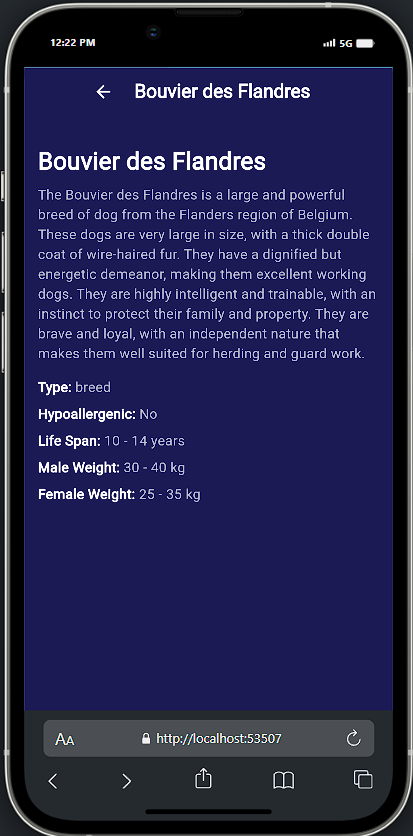 12:22 PM
5G
Bouvier des Flandres
Bouvier des Flandres
The Bouvier des Flandres is a large and powerful
breed of dog from the Flanders region of Belgium.
These dogs are very large in size, with a thick double
coat of wire-haired fur. They have a dignified but
energetic demeanor, making them excellent working
dogs. They are highly intelligent and trainable, with an
instinct to protect their family and property. They are
brave and loyal, with an independent nature that
makes them well suited for herding and guard work.
Type: breed
Hypoallergenic: No
Life Span: 10 - 14 years
Male Weight: 30 - 40 kg
Female Weight: 25 - 35 kg
AA
http://localhost:53507